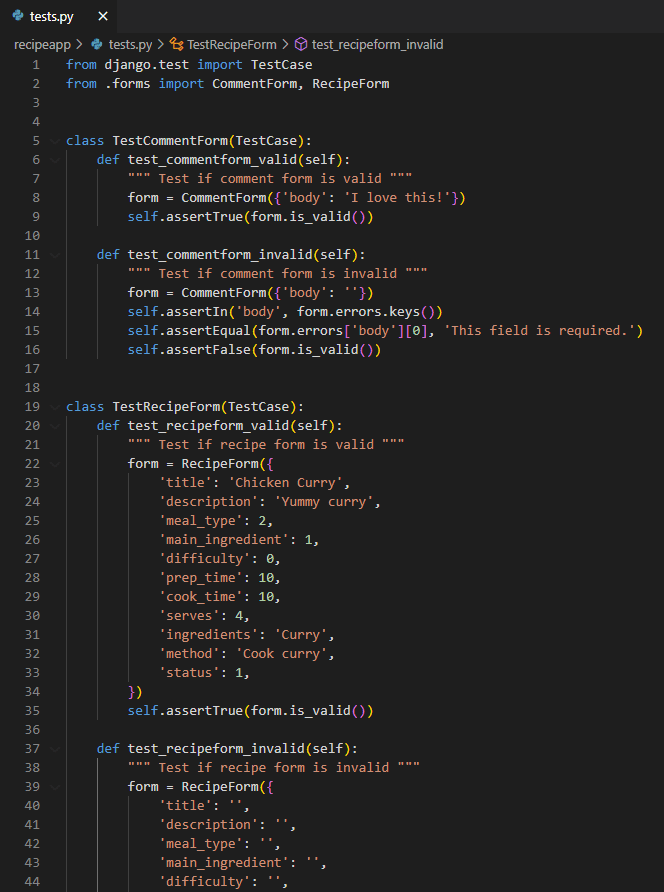 tests.py ×
recipeapp > tests.py > TestRecipeForm > test_recipeform_invalid
1 from django.test import TestCase
2 from .forms import CommentForm, RecipeForm
3
4
5 class TestCommentForm(TestCase):
6     def test_commentform_valid(self):
7         """ Test if comment form is valid """
8         form = CommentForm({'body': 'I love this!'})
9         self.assertTrue(form.is_valid())
10
11     def test_commentform_invalid(self):
12         """ Test if comment form is invalid """
13         form = CommentForm({'body': ''})
14         self.assertIn('body', form.errors.keys())
15         self.assertEqual(form.errors['body'][0], 'This field is required.')
16         self.assertFalse(form.is_valid())
17
18
19 class TestRecipeForm(TestCase):
20     def test_recipeform_valid(self):
21         """ Test if recipe form is valid """
22         form = RecipeForm({
23             'title': 'Chicken Curry',
24             'description': 'Yummy curry',
25             'meal_type': 2,
26             'main_ingredient': 1,
27             'difficulty': 0,
28             'prep_time': 10,
29             'cook_time': 10,
30             'serves': 4,
31             'ingredients': 'Curry',
32             'method': 'Cook curry',
33             'status': 1,
34         })
35         self.assertTrue(form.is_valid())
36
37     def test_recipeform_invalid(self):
38         """ Test if recipe form is invalid """
39         form = RecipeForm({
40             'title': '',
41             'description': '',
42             'meal_type': '',
43             'main_ingredient': '',
44             'difficulty': '',